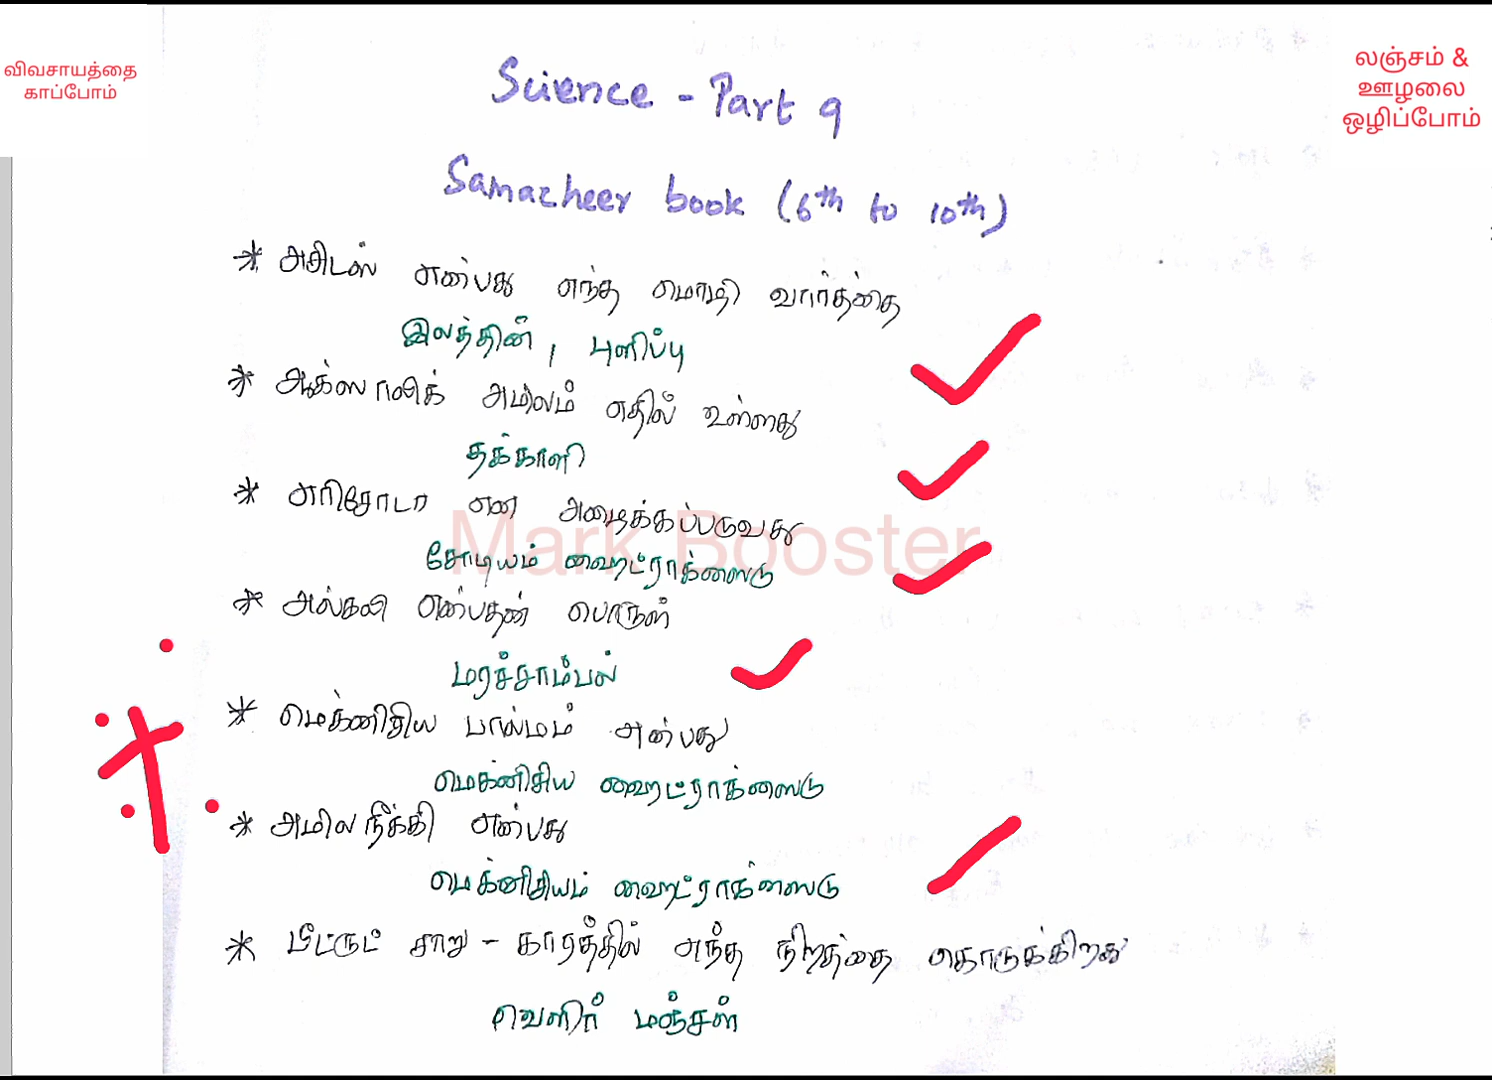 விவசாயத்தை
காப்போம்
லஞ்சம் &
ஊழலை
ஒழிப்போம்
Science - Part 9
Samacheer book (6th to 10th)
* அசிடஸ் என்பது எந்த மொழி வார்த்தை
இலத்தின், புளிப்பு
* ஆக்ஸாலிக் அமிலம் எதில் உள்ளது
தக்காளி
* எரிசோடா என அழைக்கப்படுவது
சோடியம் ஹைட்ராக்ஸைடு
* அல்கலி என்பதன் பொருள்
மரச்சாம்பல்
* மெக்னிசிய பால்மம் என்பது
மெக்னிசிய ஹைட்ராக்ஸைடு
* அமில நீக்கி என்பது
மெக்னிசியம் ஹைட்ராக்ஸைடு
* பீட்ருட் சாறு - காரத்தில் எந்த நிறத்தை கொடுக்கிறது
வெளிர் மஞ்சள்
Mark Booster